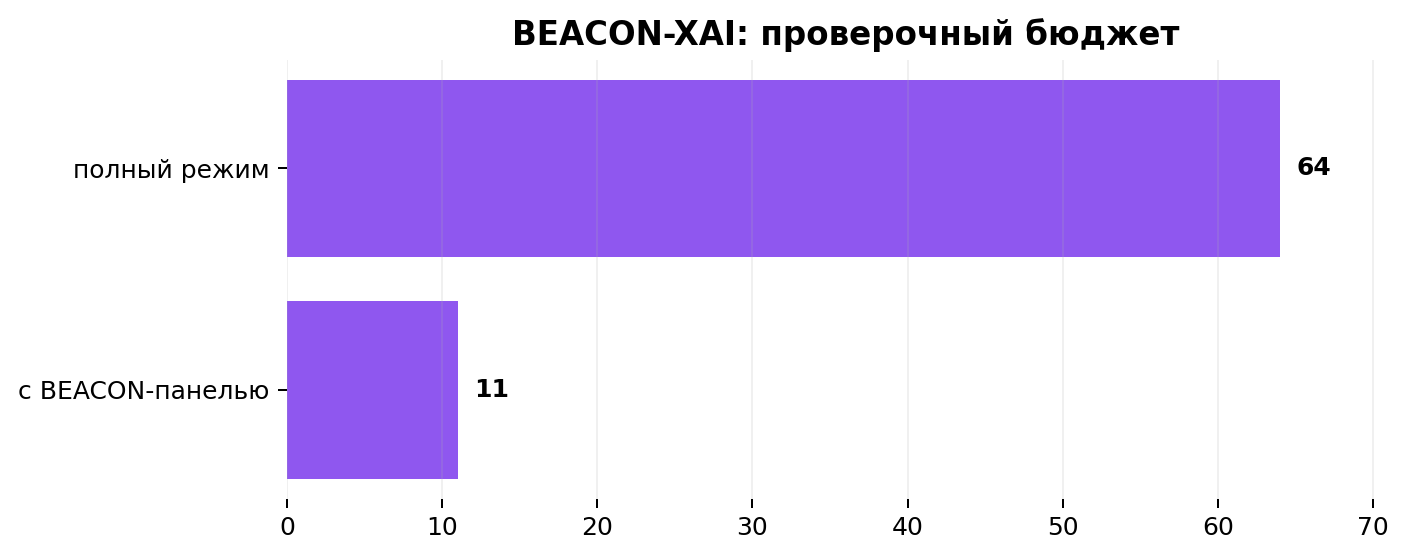 BEACON-XAI: проверочный бюджет
полный режим
64
с BEACON-панелью
11
0 10 20 30 40 50 60 70